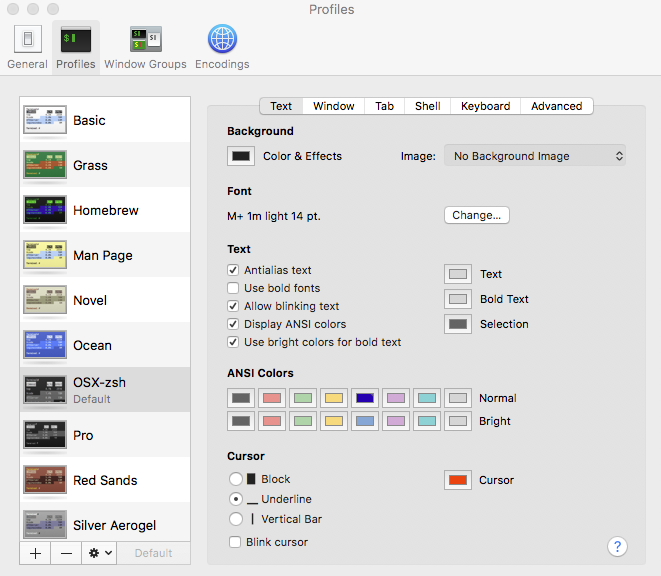 Profiles
General
Profiles
Window Groups
Encodings
Basic
Grass
Homebrew
Man Page
Novel
Ocean
OSX-zsh
Default
Pro
Red Sands
Silver Aerogel
Default
Text Window Tab Shell Keyboard Advanced
Background
Color & Effects
Image: No Background Image
Font
M+ 1m light 14 pt.
Change...
Text
Antialias text
Use bold fonts
Allow blinking text
Display ANSI colors
Use bright colors for bold text
Text
Bold Text
Selection
ANSI Colors
Normal
Bright
Cursor
Block
Underline
Vertical Bar
Blink cursor
Cursor
?